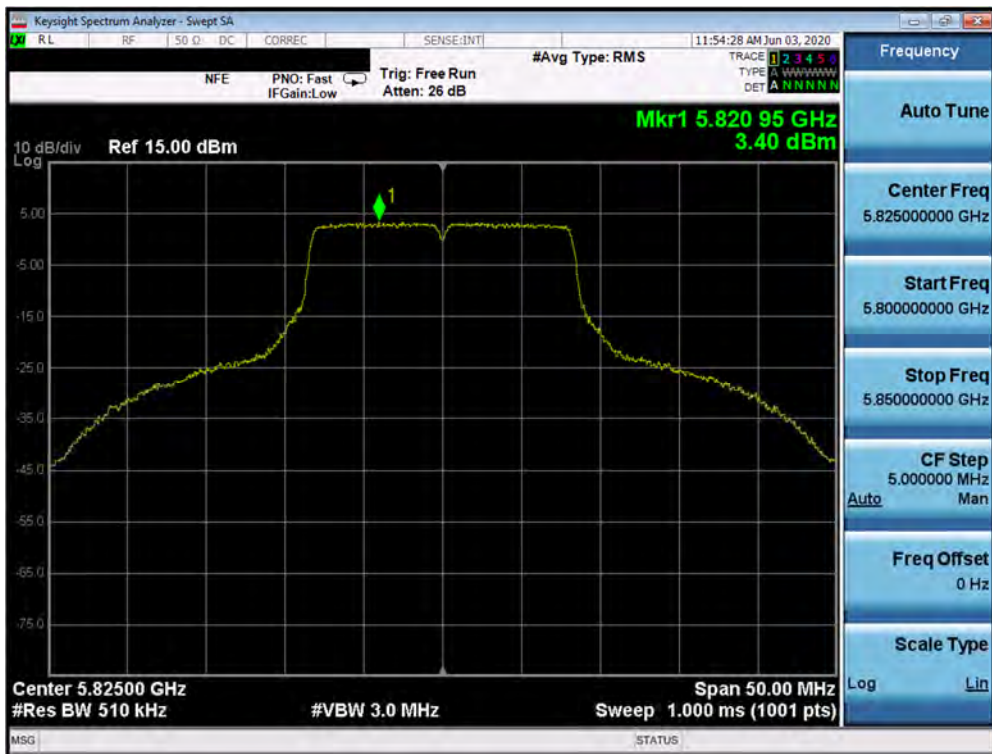 Keysight Spectrum Analyzer - Swept SA
LXI RL RF 50 Ω DC CORREC SENSE:INT 11:54:28 AM Jun 03, 2020
#Avg Type: RMS TRACE 1 2 3 4 5 6
NFE PNO: Fast Trig: Free Run TYPE A WWWWW
IFGain:Low Atten: 26 dB DET A N N N N N
Mkr1 5.820 95 GHz
3.40 dBm
10 dB/div Ref 15.00 dBm
Log
1
5.00
-5.00
-15.0
-25.0
-35.0
-45.0
-55.0
-65.0
-75.0
Center 5.82500 GHz Span 50.00 MHz
#Res BW 510 kHz #VBW 3.0 MHz Sweep 1.000 ms (1001 pts)
MSG STATUS
Frequency
Auto Tune
Center Freq
5.825000000 GHz
Start Freq
5.800000000 GHz
Stop Freq
5.850000000 GHz
CF Step
5.000000 MHz
Auto Man
Freq Offset
0 Hz
Scale Type
Log Lin